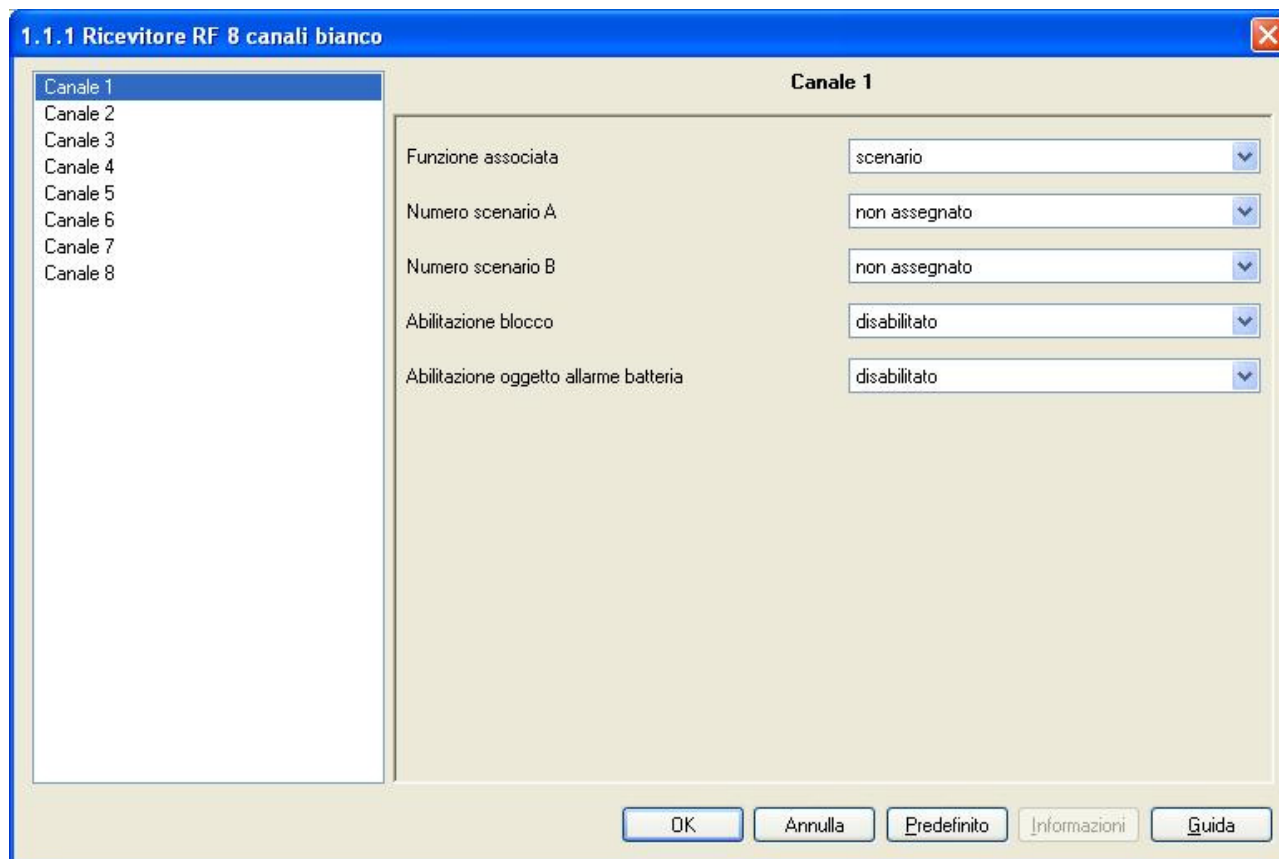 1.1.1 Ricevitore RF 8 canali bianco
Canale 1
Canale 2
Canale 3
Canale 4
Canale 5
Canale 6
Canale 7
Canale 8
Canale 1
Funzione associata scenario
Numero scenario A non assegnato
Numero scenario B non assegnato
Abilitazione blocco disabilitato
Abilitazione oggetto allarme batteria disabilitato
OK Annulla Predefinito Informazioni Guida